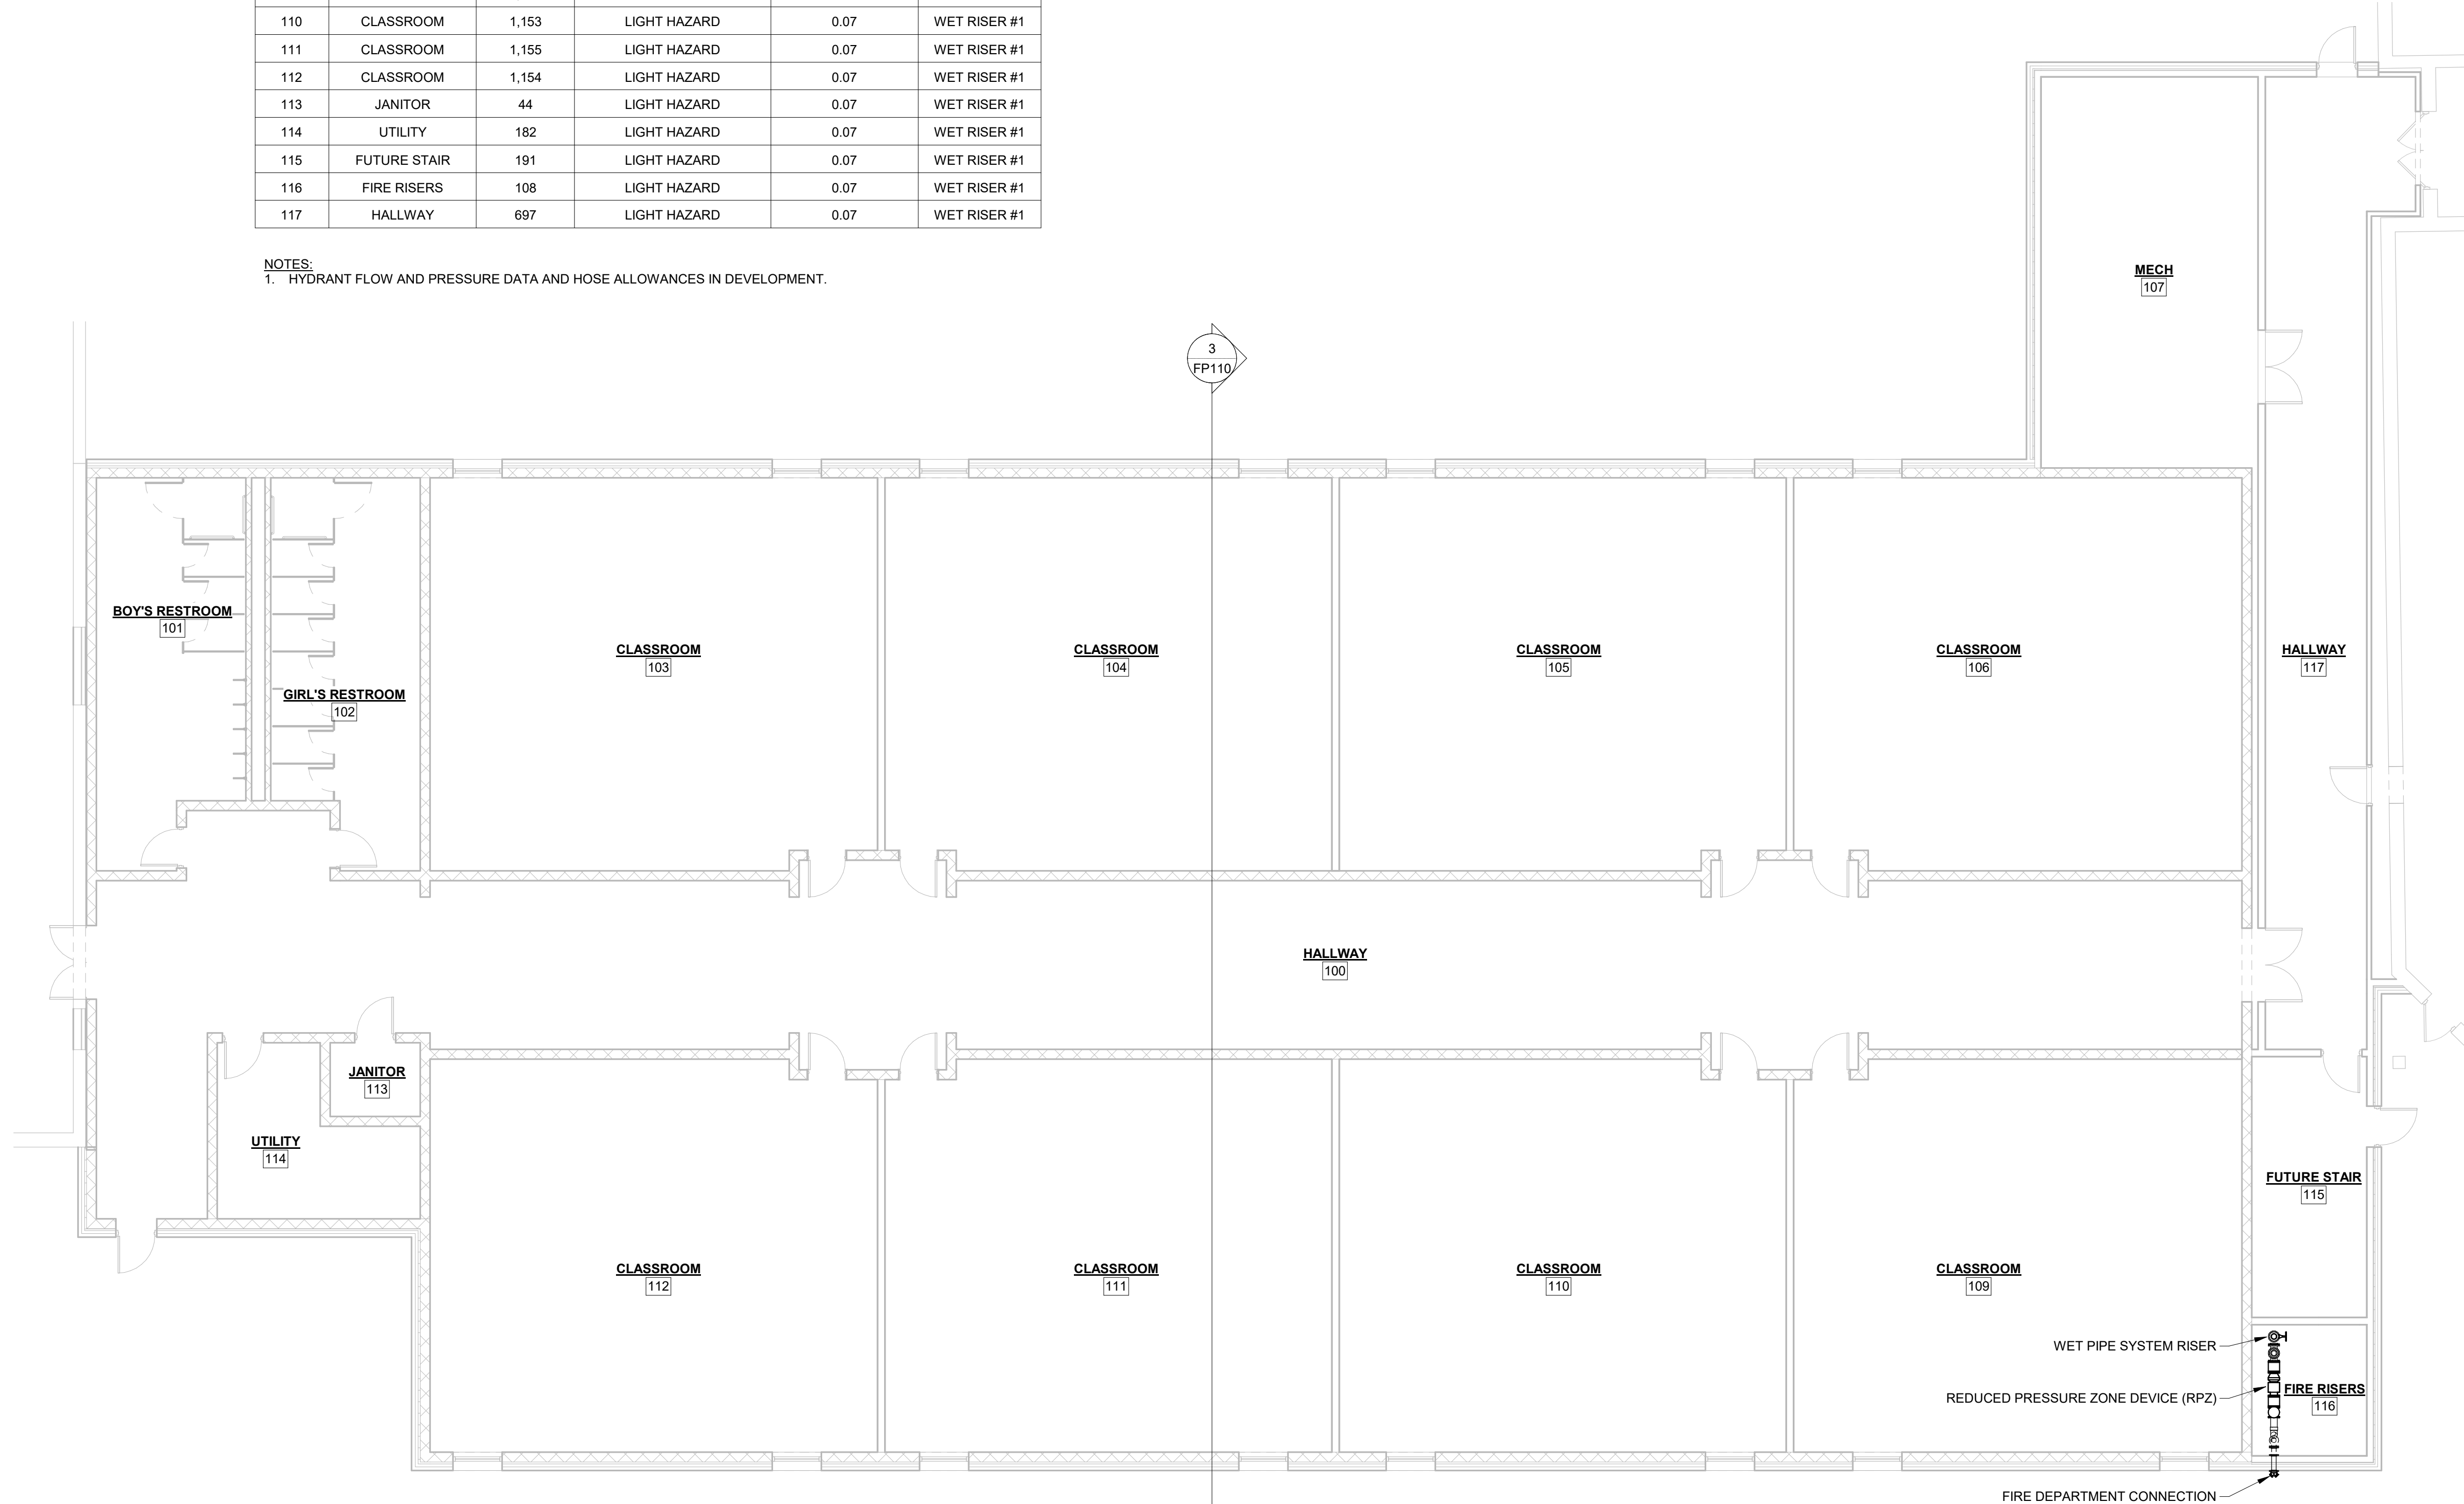 110 CLASSROOM 1,153 LIGHT HAZARD 0.07 WET RISER #1
111 CLASSROOM 1,155 LIGHT HAZARD 0.07 WET RISER #1
112 CLASSROOM 1,154 LIGHT HAZARD 0.07 WET RISER #1
113 JANITOR 44 LIGHT HAZARD 0.07 WET RISER #1
114 UTILITY 182 LIGHT HAZARD 0.07 WET RISER #1
115 FUTURE STAIR 191 LIGHT HAZARD 0.07 WET RISER #1
116 FIRE RISERS 108 LIGHT HAZARD 0.07 WET RISER #1
117 HALLWAY 697 LIGHT HAZARD 0.07 WET RISER #1
NOTES:
1. HYDRANT FLOW AND PRESSURE DATA AND HOSE ALLOWANCES IN DEVELOPMENT.
MECH
107
3
FP110
BOY'S RESTROOM
101
GIRL'S RESTROOM
102
CLASSROOM
103
CLASSROOM
104
CLASSROOM
105
CLASSROOM
106
HALLWAY
117
HALLWAY
100
JANITOR
113
UTILITY
114
FUTURE STAIR
115
CLASSROOM
112
CLASSROOM
111
CLASSROOM
110
CLASSROOM
109
WET PIPE SYSTEM RISER
REDUCED PRESSURE ZONE DEVICE (RPZ)
FIRE RISERS
116
FIRE DEPARTMENT CONNECTION